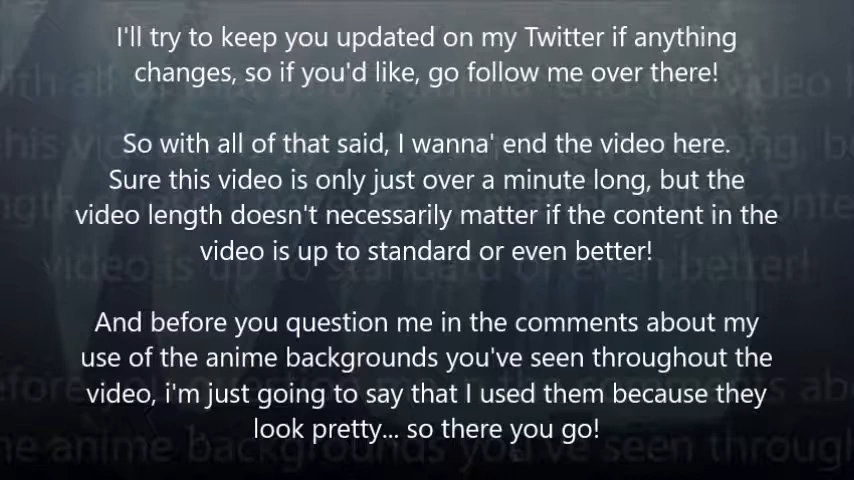 I'll try to keep you updated on my Twitter if anything
changes, so if you'd like, go follow me over there!
So with all of that said, I wanna' end the video here.
Sure this video is only just over a minute long, but the
video length doesn't necessarily matter if the content in the
video is up to standard or even better!
And before you question me in the comments about my
use of the anime backgrounds you've seen throughout the
video, i'm just going to say that I used them because they
look pretty... so there you go!